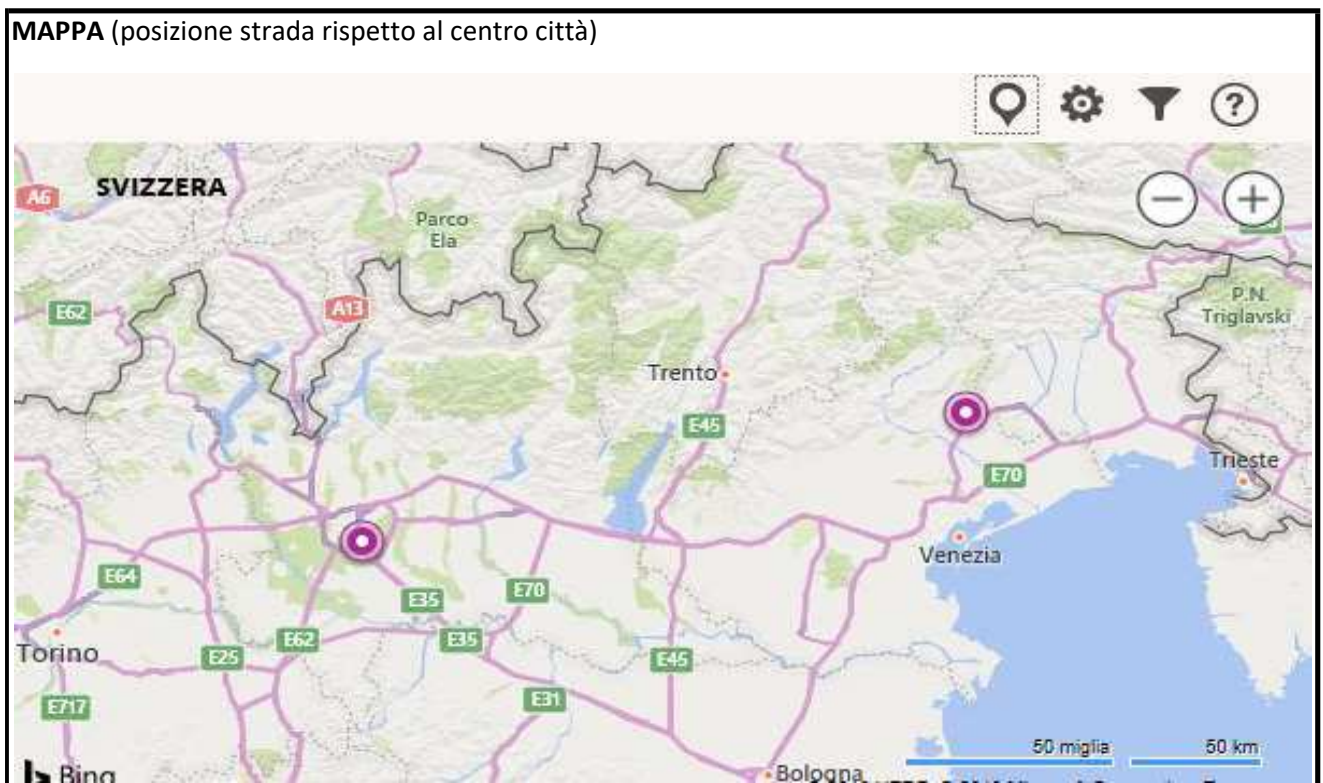 MAPPA (posizione strada rispetto al centro città)
?
SVIZZERA
A6
Parco
Ela
E62
A13
P.N.
Triglavski
Trento
E45
E70
Trieste
Venezia
E64
E35
E70
Torino
E25
E62
E35
E45
E717
E31
50 miglia
50 km
Bing
Bologna